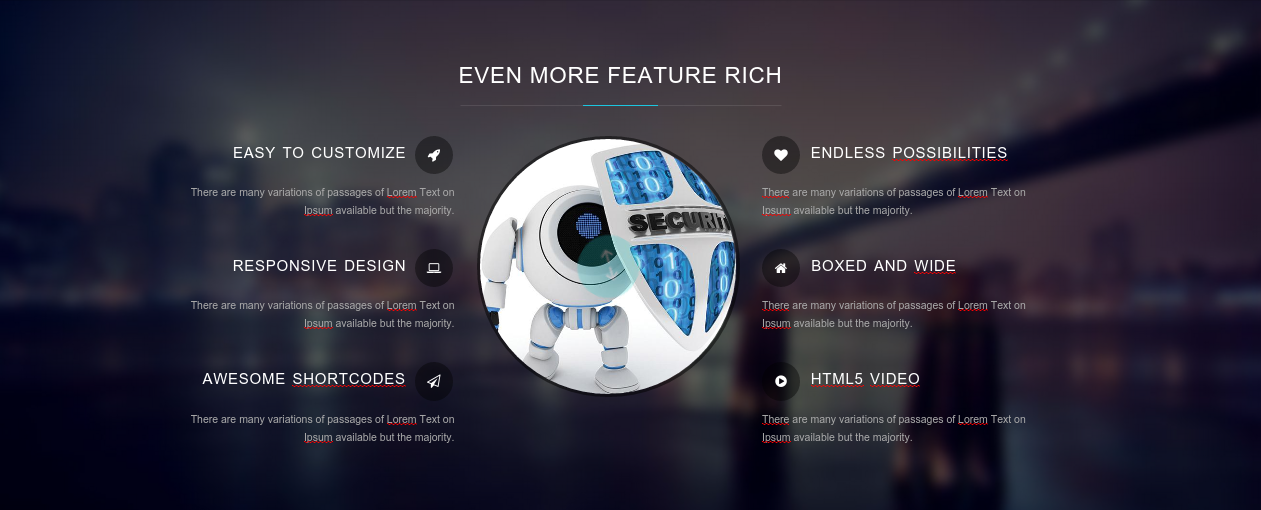 EVEN MORE FEATURE RICH
EASY TO CUSTOMIZE
There are many variations of passages of Lorem Text on
Ipsum available but the majority.
RESPONSIVE DESIGN
There are many variations of passages of Lorem Text on
Ipsum available but the majority.
AWESOME SHORTCODES
There are many variations of passages of Lorem Text on
Ipsum available but the majority.
SECURIT
ENDLESS POSSIBILITIES
There are many variations of passages of Lorem Text on
Ipsum available but the majority.
BOXED AND WIDE
There are many variations of passages of Lorem Text on
Ipsum available but the majority.
HTML5 VIDEO
There are many variations of passages of Lorem Text on
Ipsum available but the majority.